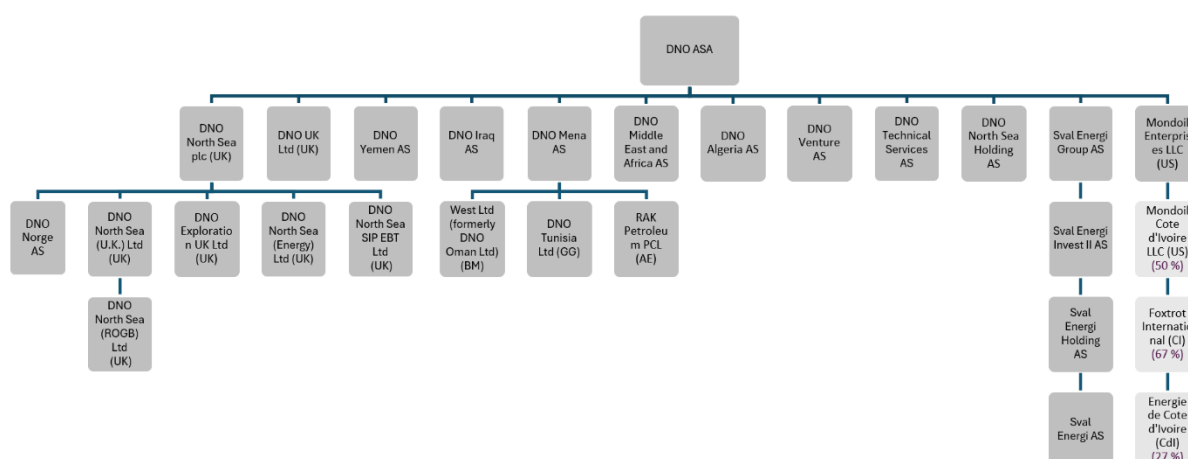 DNO ASA
DNO
North Sea
plc (UK)
DNO UK
Ltd (UK)
DNO
Yemen AS
DNO Iraq
AS
DNO Mena
AS
DNO
Middle
East and
Africa AS
DNO
Algeria AS
DNO
Venture
AS
DNO
Technical
Services
AS
DNO
North Sea
Holding
AS
Sval Energi
Group AS
Mondoil
Enterpris
es LLC
(US)
DNO
Norge
AS
DNO
North Sea
(U.K.) Ltd
(UK)
DNO
Exploratio
n UK Ltd
(UK)
DNO
North Sea
(Energy)
Ltd (UK)
DNO
North Sea
SIP EBT
Ltd
(UK)
West Ltd
(formerly
DNO
Oman Ltd)
(BM)
DNO
Tunisia
Ltd (GG)
RAK
Petroleu
m PCL
(AE)
Sval Energi
Invest II AS
Mondoil
Cote
d'Ivoire
LLC (US)
(50 %)
DNO
North Sea
(ROGB)
Ltd
(UK)
Sval
Energi
Holding
AS
Foxtrot
Internatio
nal (CI)
(67 %)
Sval
Energi AS
Energie
de Cote
d'Ivoire
(CdI)
(27 %)